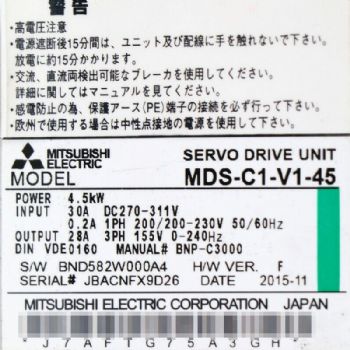 警告
・高電圧注意
・電源遮断後15分間は、ユニット及び配線に手を触れないで下さい。
放電に約15分かかります。
・交流、直流両検出可能なブレーカを使用してください。
詳細に関してはマニュアルを見てください。
・感電防止の為、保護アース(PE)端子の接続を必ず行って下さい。
・欧州で使用する場合は中性点接地の電源で使用してください。
MITSUBISHI
ELECTRIC
SERVO DRIVE UNIT
MODEL MDS-C1-V1-45
POWER 4.5kW
INPUT 30A DC270-311V
0.2A 1PH 200/200-230V 50/60Hz
OUTPUT 28A 3PH 155V 0-240Hz
DIN VDE0160 MANUAL# BNP-C3000
S/W BND582W000A4 H/W VER. F
SERIAL# JBACNFX9D26 DATE 2015-11
MITSUBISHI ELECTRIC CORPORATION JAPAN
*J7AFTG75A3GH*